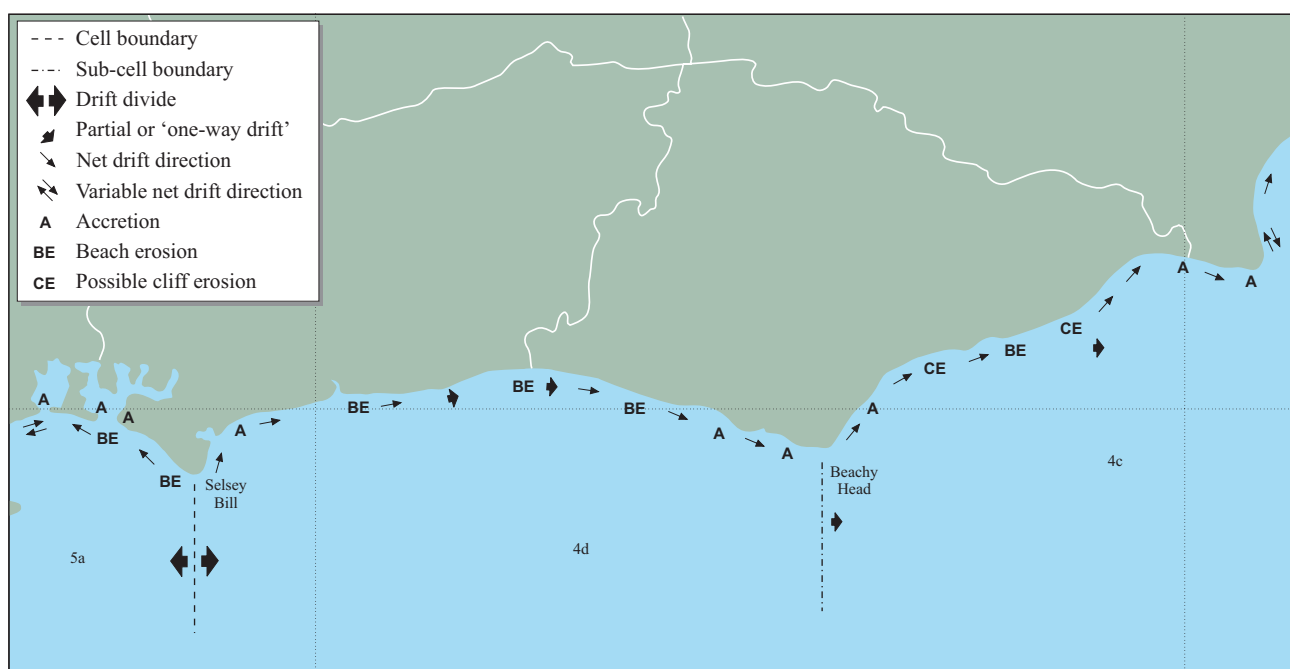 Cell boundary
Sub-cell boundary
Drift divide
Partial or ‘one-way drift’
Net drift direction
Variable net drift direction
A Accretion
BE Beach erosion
CE Possible cliff erosion
A
A
A
BE
BE
Selsey
Bill
A
BE
BE
BE
A
A
Beachy
Head
A
CE
BE
CE
A
A
5a
4d
4c